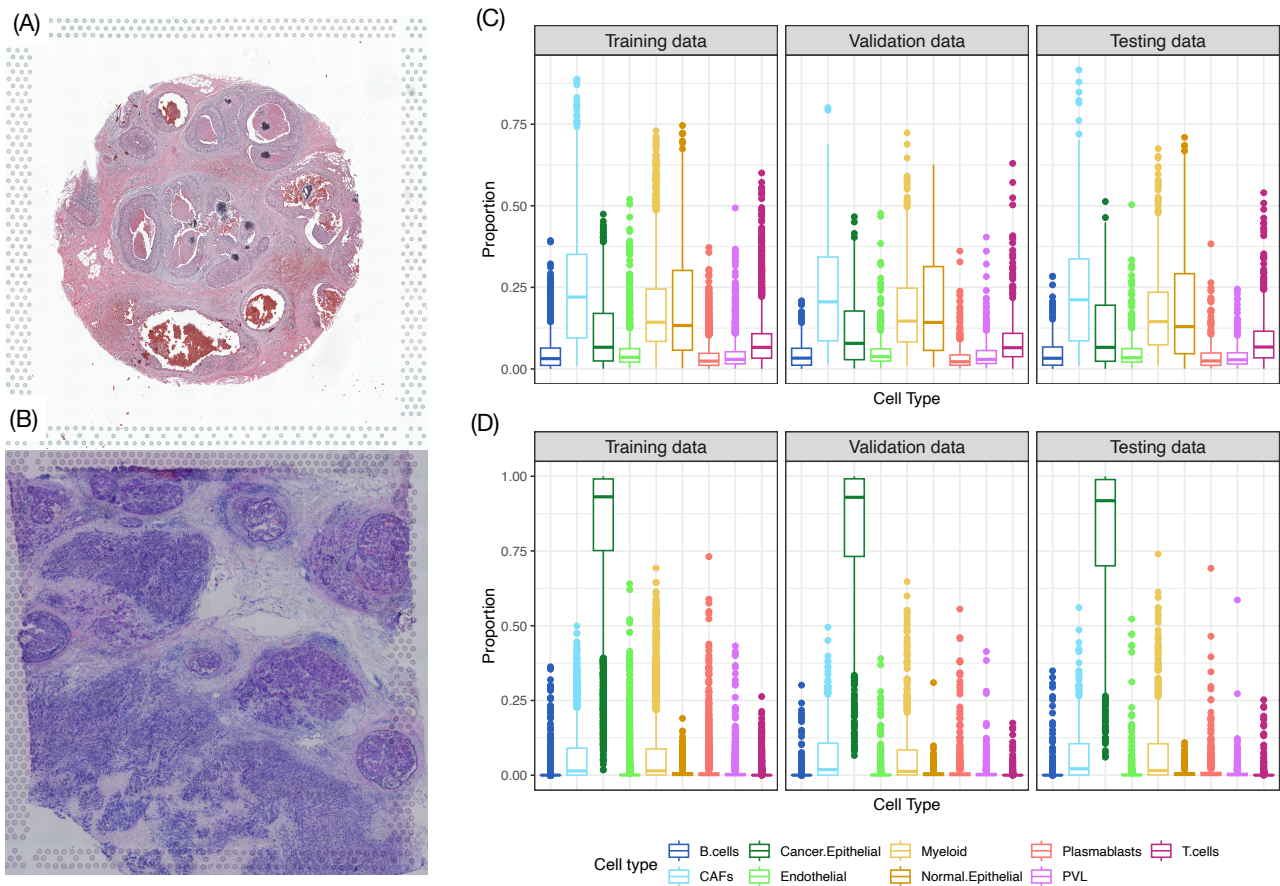 (A)
(B)
(C)
Training data
Validation data
Testing data
Proportion
0.75
0.50
0.25
0.00
Cell Type
(D)
Training data
Validation data
Testing data
Proportion
1.00
0.75
0.50
0.25
0.00
Cell Type
Cell type
B.cells
Cancer.Epithelial
Myeloid
Plasmablasts
T.cells
CAFs
Endothelial
Normal.Epithelial
PVL